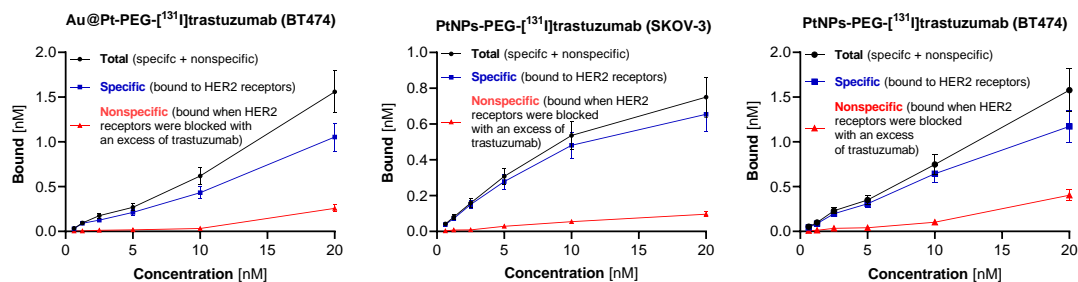 Au@Pt-PEG-[¹³¹I]trastuzumab (BT474)
2.0
1.5
1.0
0.5
0.0
Bound [nM]
Total (specifc + nonspecific)
Specific (bound to HER2 receptors)
Nonspecific (bound when HER2
receptors were blocked with
an excess of trastuzumab)
0
5
10
15
20
Concentration [nM]
PtNPs-PEG-[¹³¹I]trastuzumab (SKOV-3)
1.0
0.8
0.6
0.4
0.2
0.0
Bound [nM]
Total (specifc + nonspecific)
Specific (bound to HER2 receptors)
Nonspecific (bound when HER2
receptors were blocked
with an excess of
trastuzumab)
0
5
10
15
20
Concentration [nM]
PtNPs-PEG-[¹³¹I]trastuzumab (BT474)
2.0
1.5
1.0
0.5
0.0
Bound [nM]
Total (specifc + nonspecific)
Specific (bound to HER2 receptors)
Nonspecific (bound when HER2
receptors were blocked
with an excess
of trastuzumab)
0
5
10
15
20
Concentration [nM]